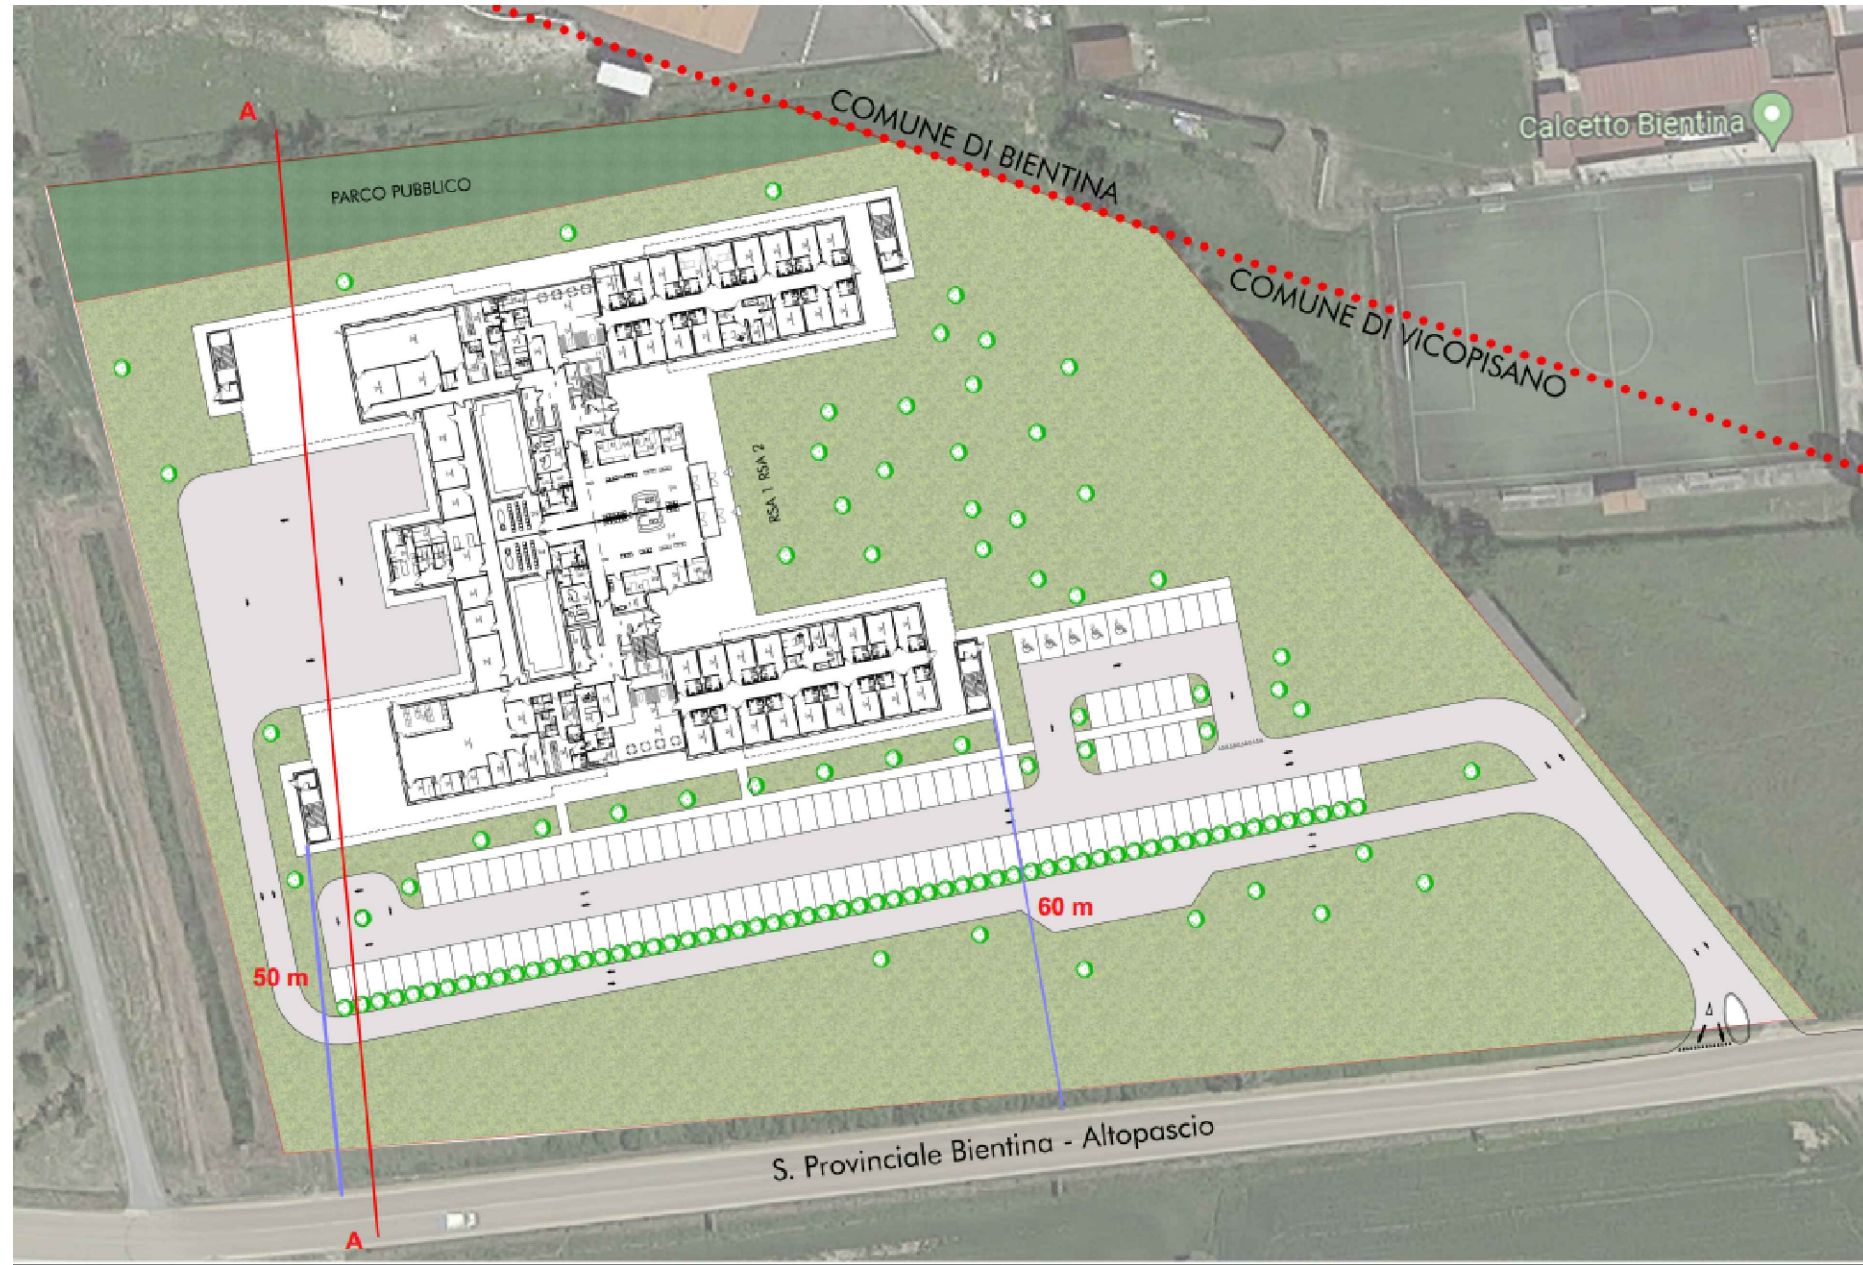 A
COMUNE DI BIENTINA
Calcetto Bientina
PARCO PUBBLICO
COMUNE DI VICOPISANO
RSA 1 RSA 2
60 m
50 m
S. Provinciale Bientina - Altopascio
A